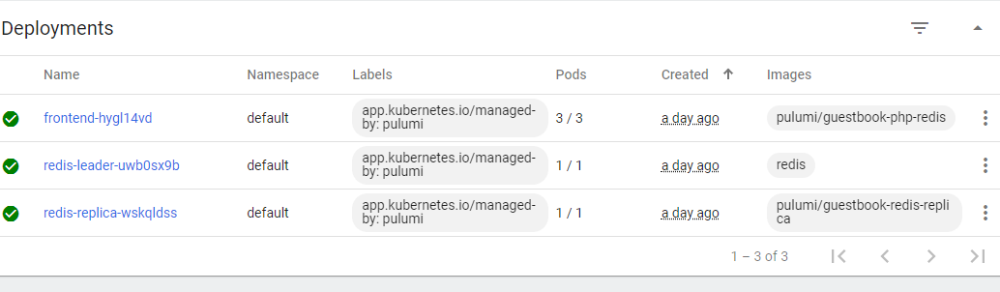 Deployments
Name Namespace Labels Pods Created Images
frontend-hygl14vd default app.kubernetes.io/managed-by: pulumi 3 / 3 a day ago pulumi/guestbook-php-redis
redis-leader-uwb0sx9b default app.kubernetes.io/managed-by: pulumi 1 / 1 a day ago redis
redis-replica-wskqldss default app.kubernetes.io/managed-by: pulumi 1 / 1 a day ago pulumi/guestbook-redis-replica
1 – 3 of 3